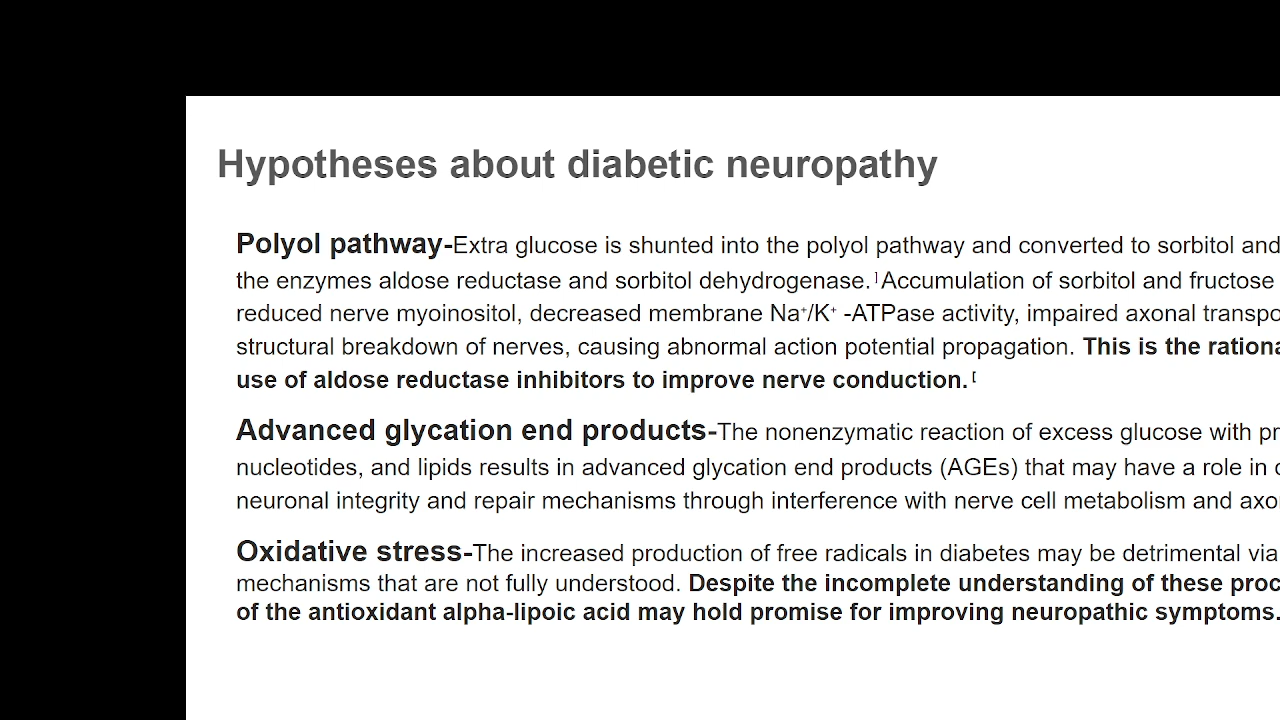 Hypotheses about diabetic neuropathy
Polyol pathway-Extra glucose is shunted into the polyol pathway and converted to sorbitol and
the enzymes aldose reductase and sorbitol dehydrogenase.] Accumulation of sorbitol and fructose
reduced nerve myoinositol, decreased membrane Na+/K+ -ATPase activity, impaired axonal
structural breakdown of nerves, causing abnormal action potential propagation. This is the
use of aldose reductase inhibitors to improve nerve conduction.[
Advanced glycation end products-The nonenzymatic reaction of excess glucose with
nucleotides, and lipids results in advanced glycation end products (AGEs) that may have a role in
neuronal integrity and repair mechanisms through interference with nerve cell metabolism and
Oxidative stress-The increased production of free radicals in diabetes may be detrimental via
mechanisms that are not fully understood. Despite the incomplete understanding of these
of the antioxidant alpha-lipoic acid may hold promise for improving neuropathic symptoms.